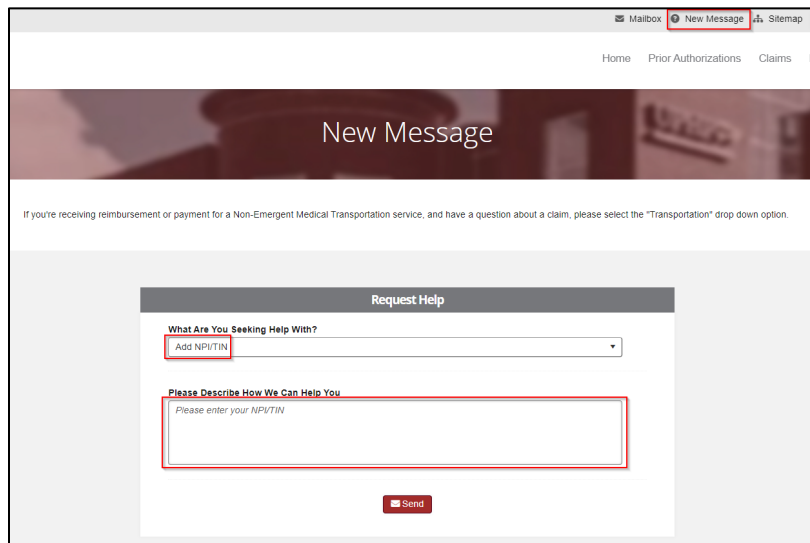 Mailbox New Message Sitemap
Home Prior Authorizations Claims
New Message
If you're receiving reimbursement or payment for a Non-Emergent Medical Transportation service, and have a question about a claim, please select the "Transportation" drop down option.
Request Help
What Are You Seeking Help With?
Add NPI/TIN
Please Describe How We Can Help You
Please enter your NPI/TIN
Send